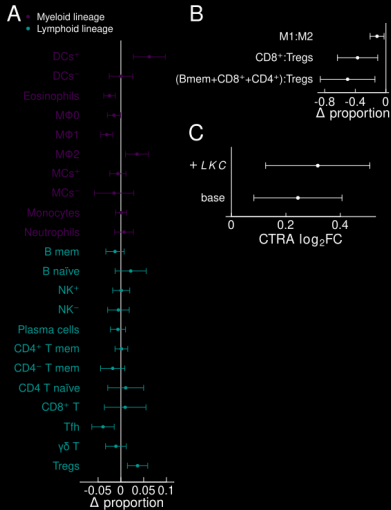 A
Myeloid lineage
Lymphoid lineage
DCs⁺
DCs⁻
Eosinophils
MΦ0
MΦ1
MΦ2
MCs⁺
MCs⁻
Monocytes
Neutrophils
B mem
B naïve
NK⁺
NK⁻
Plasma cells
CD4⁺ T mem
CD4⁻ T mem
CD4 T naïve
CD8⁺ T
Tfh
γδ T
Tregs
-0.05 0 0.05 0.1
Δ proportion
B
M1:M2
CD8⁺:Tregs
(Bmem+CD8⁺+CD4⁺):Tregs
-0.8 -0.4 0
Δ proportion
C
+ LKC
base
0 0.2 0.4
CTRA log₂FC